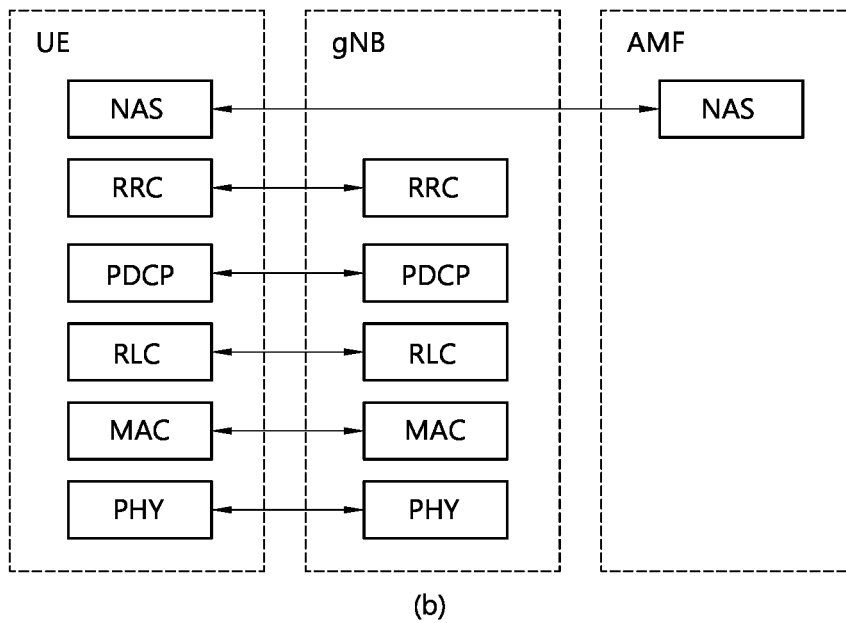 UE gNB AMF
NAS NAS
RRC RRC
PDCP PDCP
RLC RLC
MAC MAC
PHY PHY
(b)